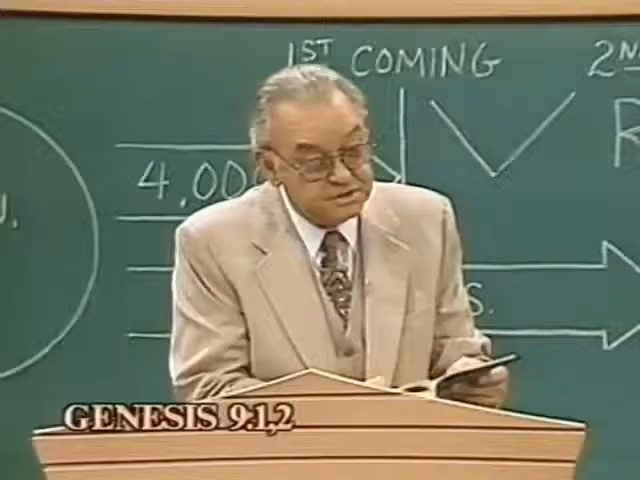 1ST COMING
2N
R
4,00
J.
S.
GENESIS 9:1,2